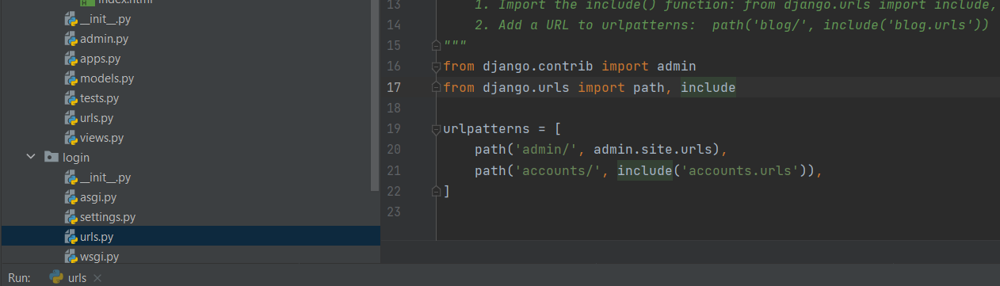 index.html
__init__.py
admin.py
apps.py
models.py
tests.py
urls.py
views.py
login
__init__.py
asgi.py
settings.py
urls.py
wsgi.py
13 1. Import the include() function: from django.urls import include,
14 2. Add a URL to urlpatterns:  path('blog/', include('blog.urls'))
15 """
16 from django.contrib import admin
17 from django.urls import path, include
18
19 urlpatterns = [
20 path('admin/', admin.site.urls),
21 path('accounts/', include('accounts.urls')),
22 ]
23
Run: urls